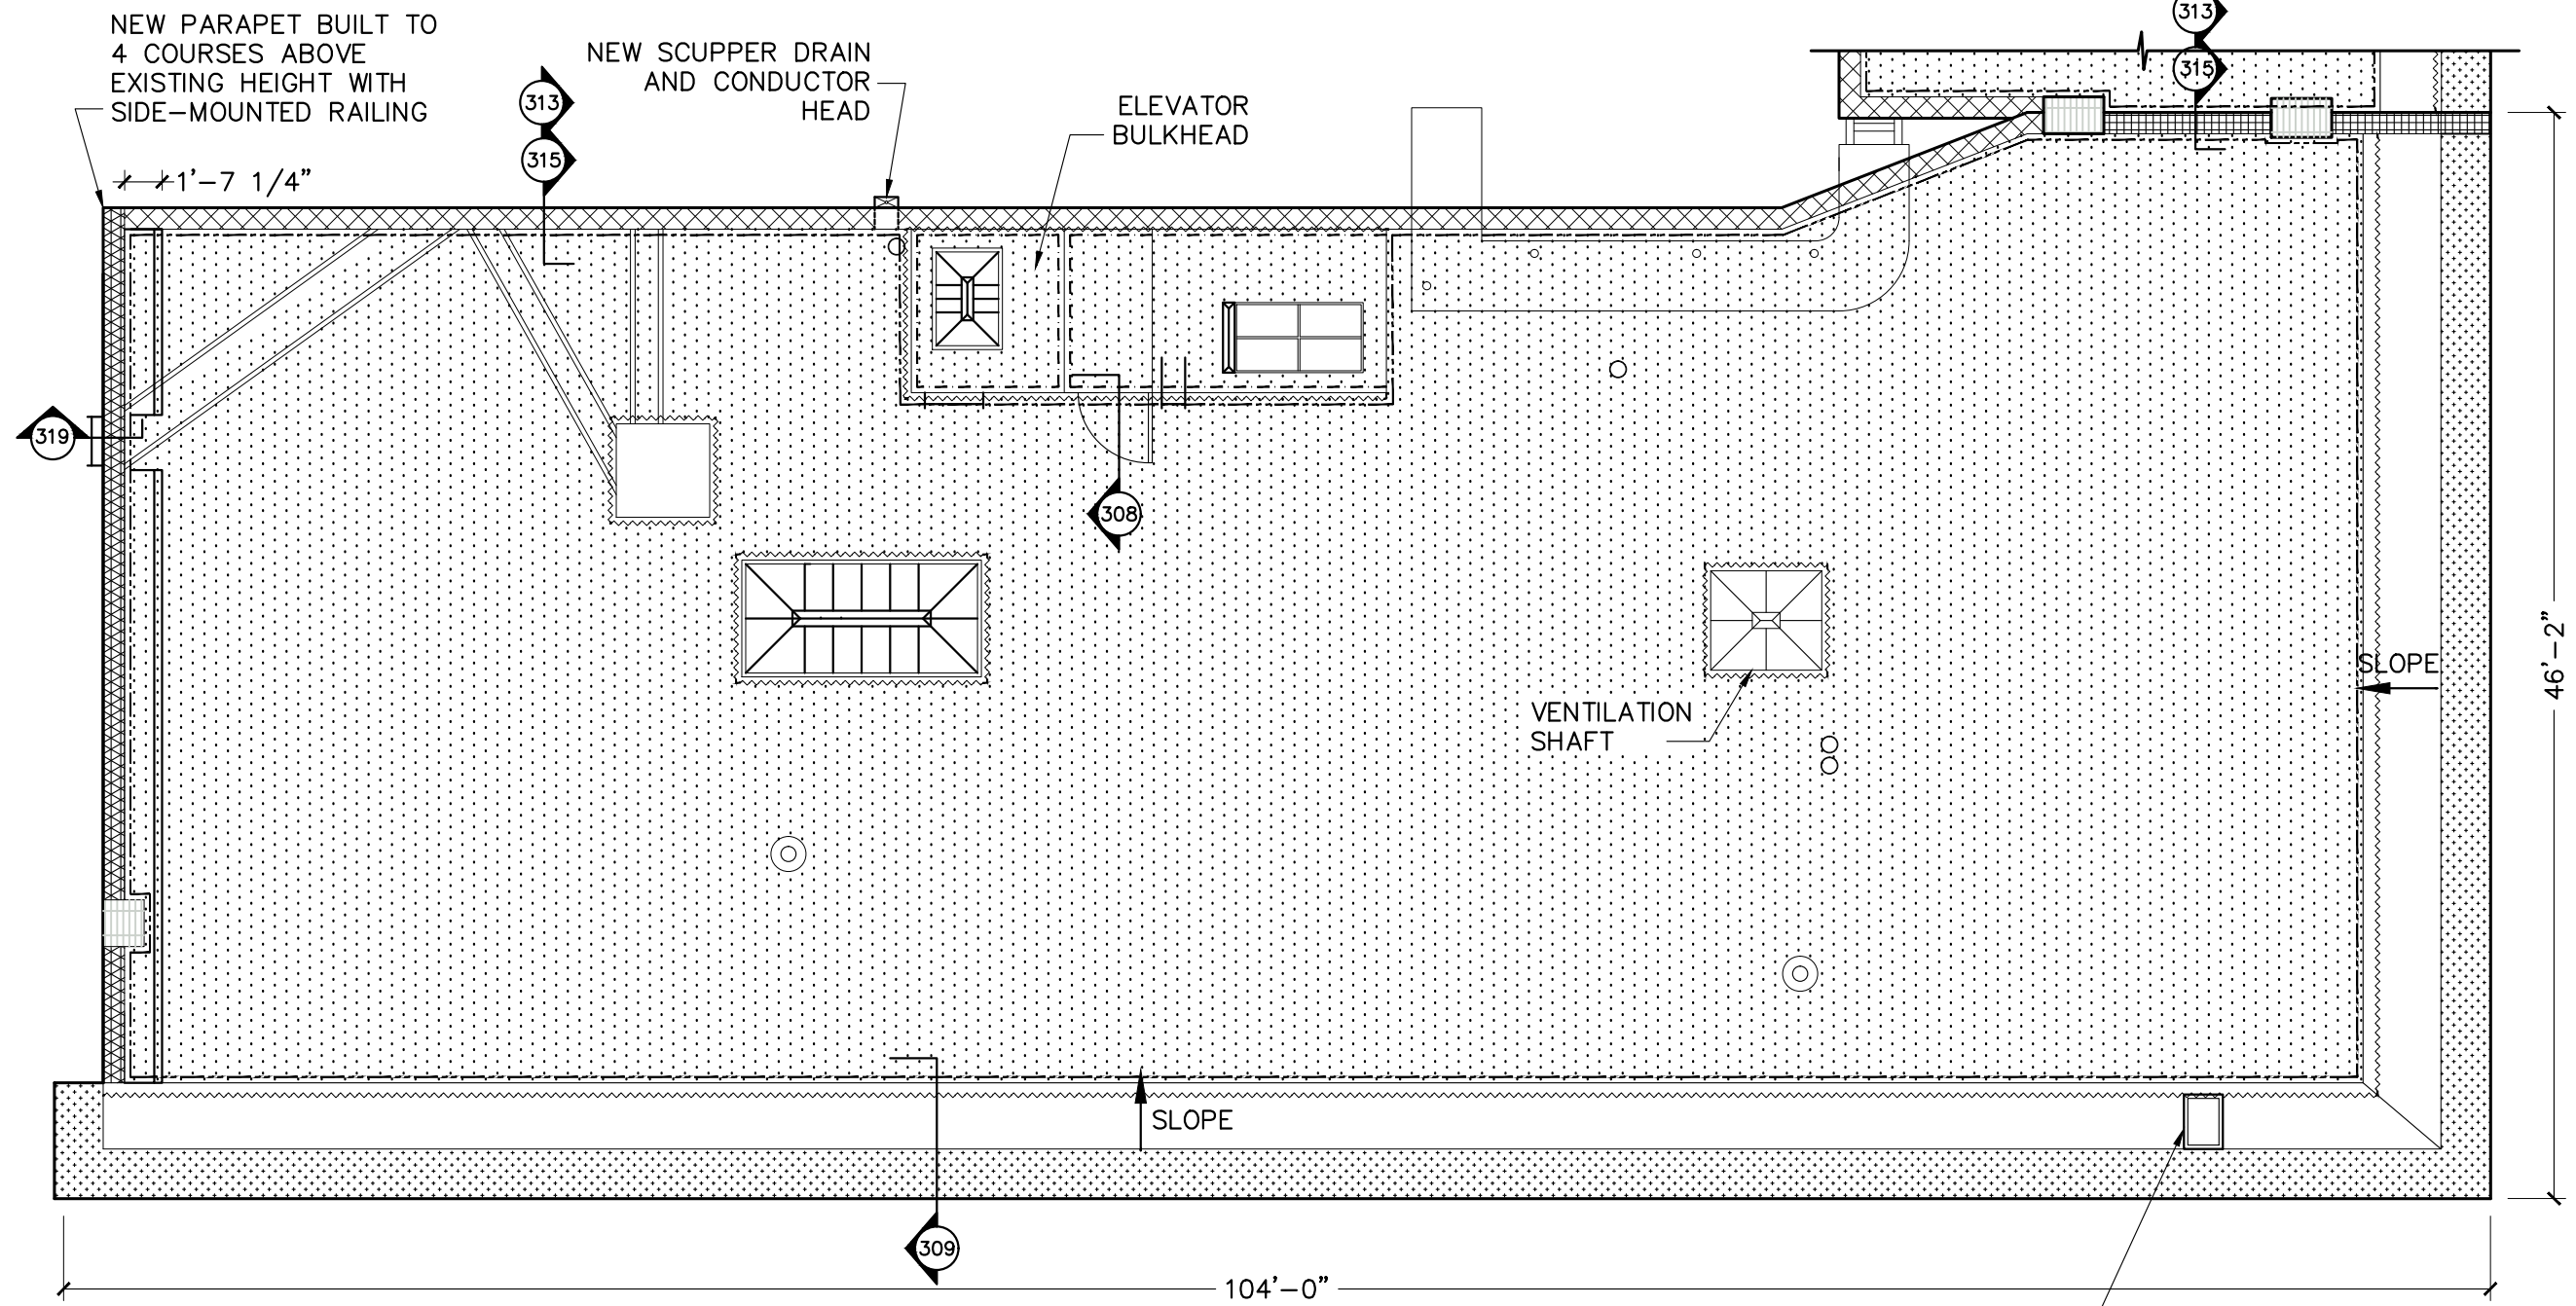 NEW PARAPET BUILT TO
4 COURSES ABOVE
EXISTING HEIGHT WITH
SIDE-MOUNTED RAILING
1'-7 1/4"
313
315
NEW SCUPPER DRAIN
AND CONDUCTOR
HEAD
ELEVATOR
BULKHEAD
313
315
319
308
VENTILATION
SHAFT
SLOPE
46'-2"
SLOPE
309
104'-0"